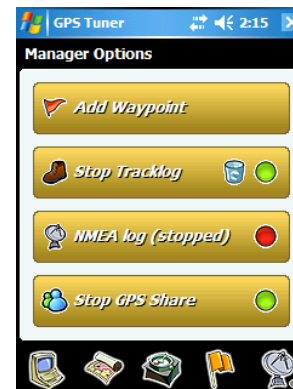 GPS Tuner 2:15
Manager Options
Add Waypoint
Stop Tracklog
NMEA log (stopped)
Stop GPS Share